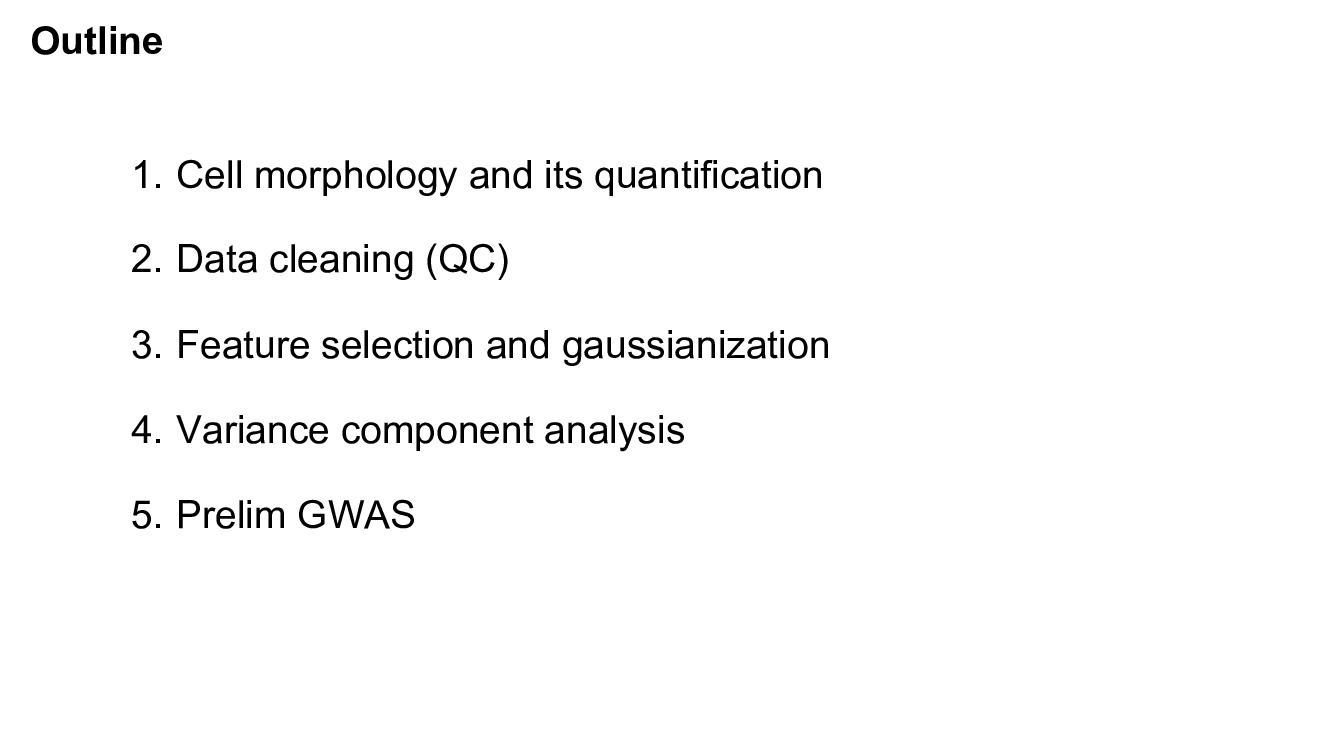 Outline
1. Cell morphology and its quantification
2. Data cleaning (QC)
3. Feature selection and gaussianization
4. Variance component analysis
5. Prelim GWAS